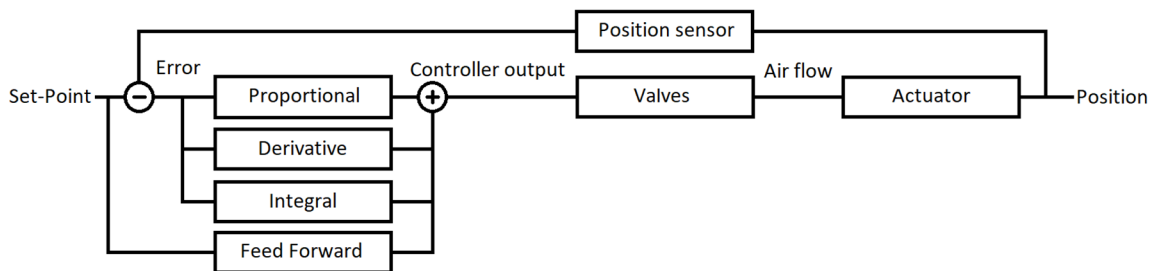 Position sensor
Error
Controller output
Air flow
Set-Point
Proportional
Valves
Actuator
Position
Derivative
Integral
Feed Forward